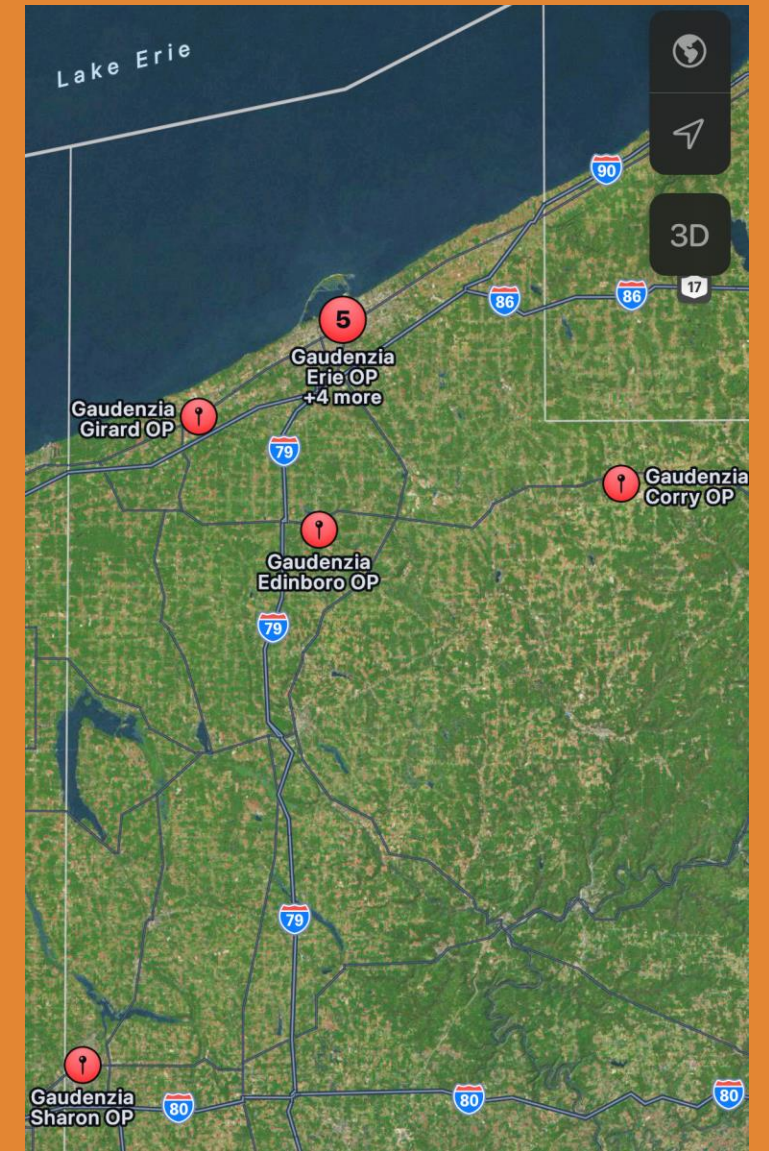 Lake Erie
90
3D
17
86
86
5
Gaudenzia
Erie OP
+4 more
Gaudenzia
Girard OP
79
Gaudenzia
Corry OP
Gaudenzia
Edinboro OP
79
79
Gaudenzia
Sharon OP
80
80
80